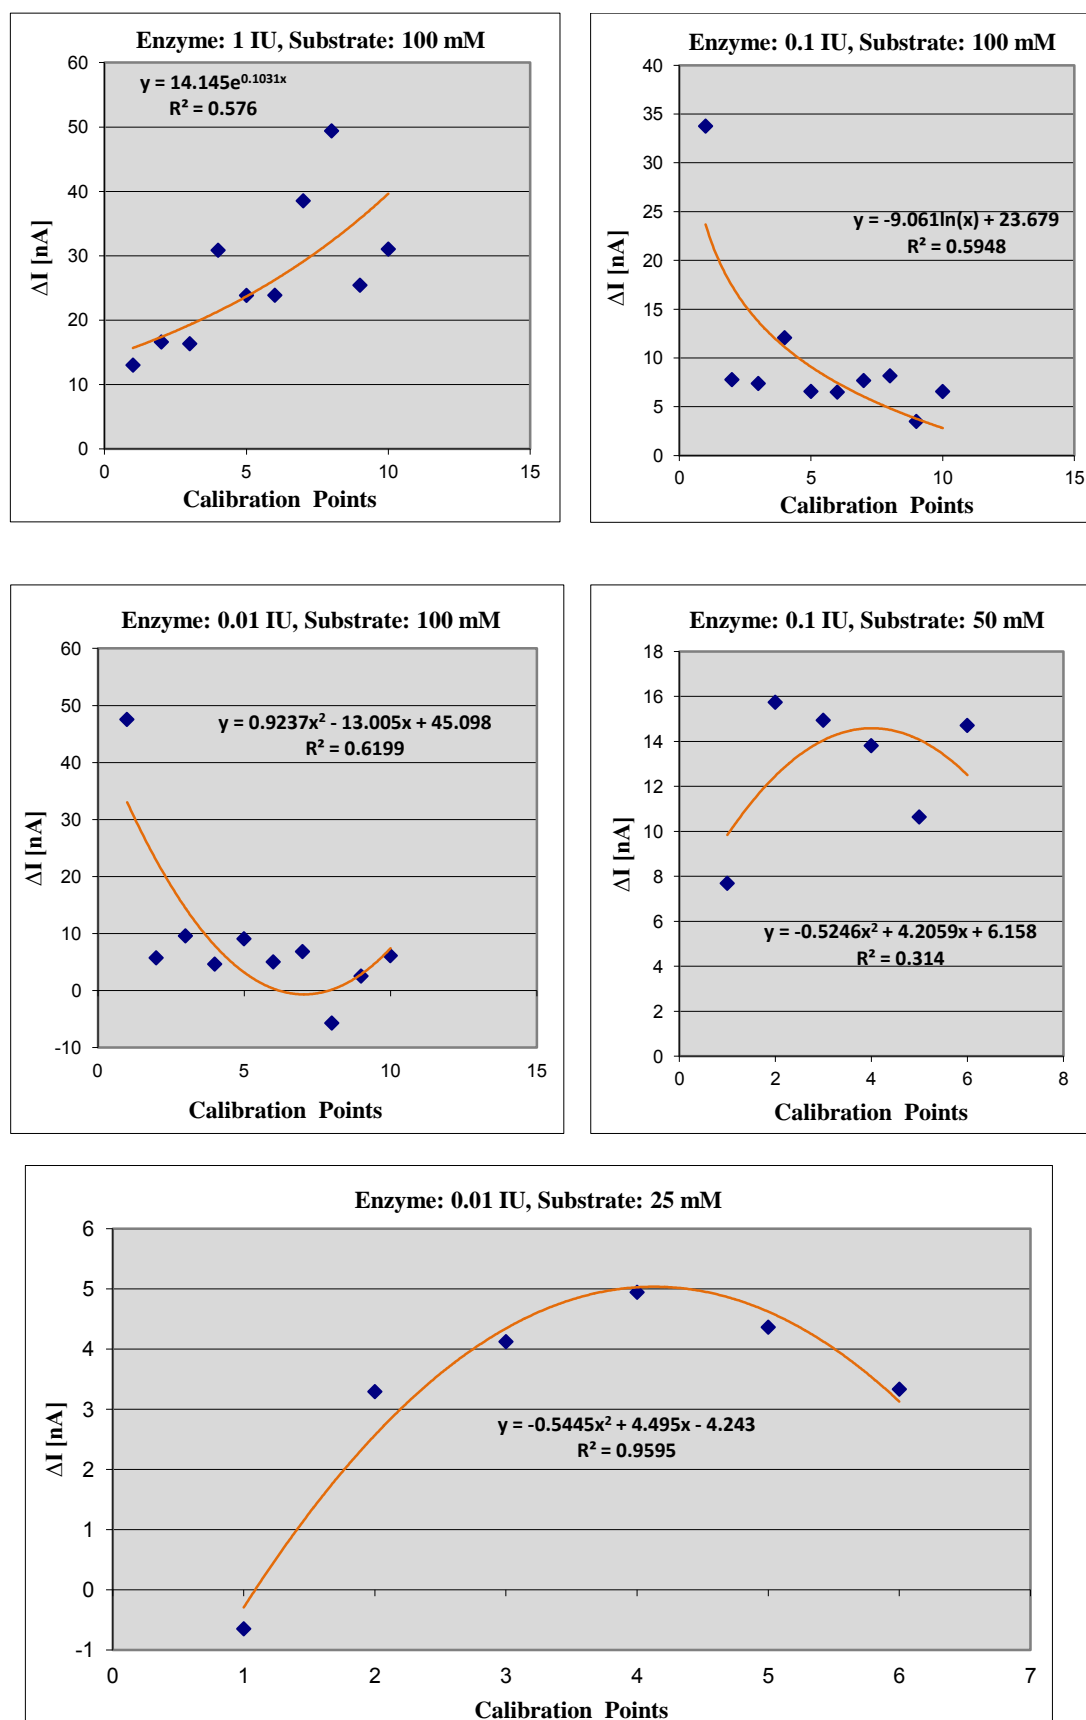 Enzyme: 1 IU, Substrate: 100 mM
y = 14.145e^0.1031x
R² = 0.576
60
50
40
30
20
10
0
ΔI [nA]
0 5 10 15
Calibration Points
Enzyme: 0.1 IU, Substrate: 100 mM
40
35
30
25
20
15
10
5
0
ΔI [nA]
y = -9.061ln(x) + 23.679
R² = 0.5948
0 5 10 15
Calibration Points
Enzyme: 0.01 IU, Substrate: 100 mM
60
50
40
30
20
10
0
-10
ΔI [nA]
y = 0.9237x² - 13.005x + 45.098
R² = 0.6199
0 5 10 15
Calibration Points
Enzyme: 0.1 IU, Substrate: 50 mM
18
16
14
12
10
8
6
4
2
0
ΔI [nA]
y = -0.5246x² + 4.2059x + 6.158
R² = 0.314
0 2 4 6 8
Calibration Points
Enzyme: 0.01 IU, Substrate: 25 mM
6
5
4
3
2
1
0
-1
ΔI [nA]
y = -0.5445x² + 4.495x - 4.243
R² = 0.9595
0 1 2 3 4 5 6 7
Calibration Points